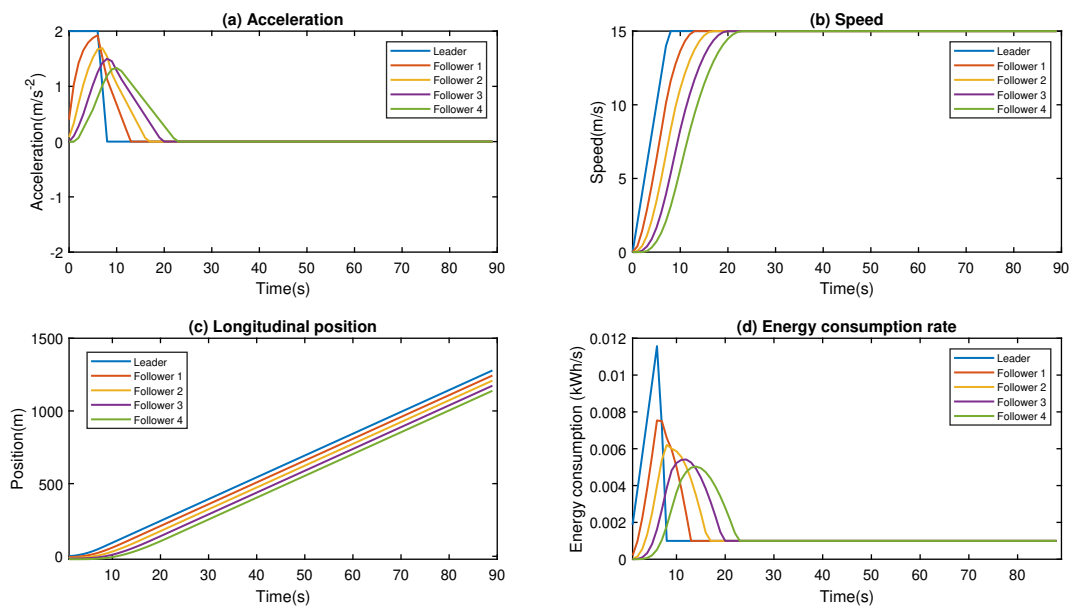 (a) Acceleration
2
1
0
-1
-2
Acceleration(m/s-2)
0 10 20 30 40 50 60 70 80 90
Time(s)
Leader
Follower 1
Follower 2
Follower 3
Follower 4
(b) Speed
15
10
5
0
Speed(m/s)
0 10 20 30 40 50 60 70 80 90
Time(s)
Leader
Follower 1
Follower 2
Follower 3
Follower 4
(c) Longitudinal position
1500
1000
500
0
Position(m)
10 20 30 40 50 60 70 80 90
Time(s)
Leader
Follower 1
Follower 2
Follower 3
Follower 4
(d) Energy consumption rate
0.012
0.01
0.008
0.006
0.004
0.002
0
Energy consumption (kWh/s)
10 20 30 40 50 60 70 80
Time(s)
Leader
Follower 1
Follower 2
Follower 3
Follower 4